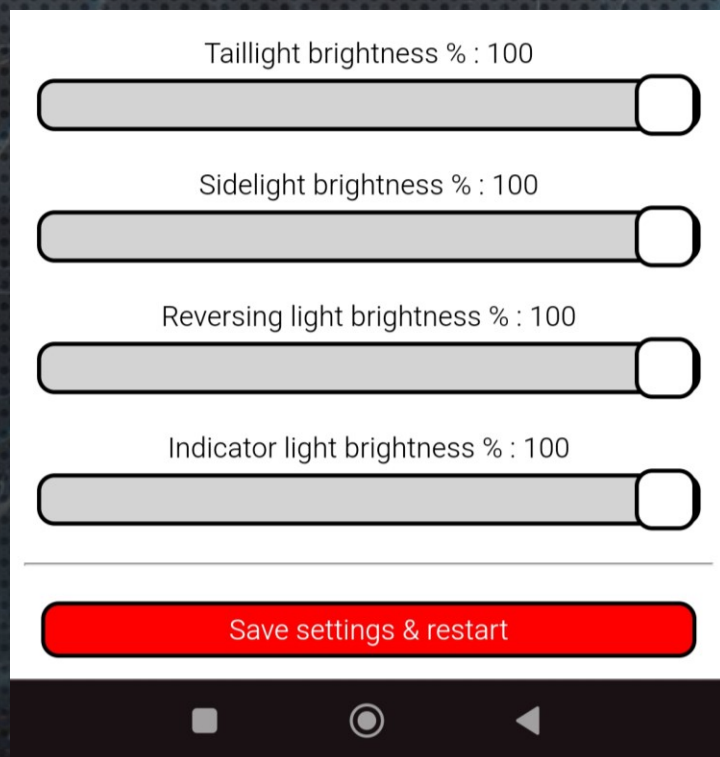 Taillight brightness % : 100
Sidelight brightness % : 100
Reversing light brightness % : 100
Indicator light brightness % : 100
Save settings & restart